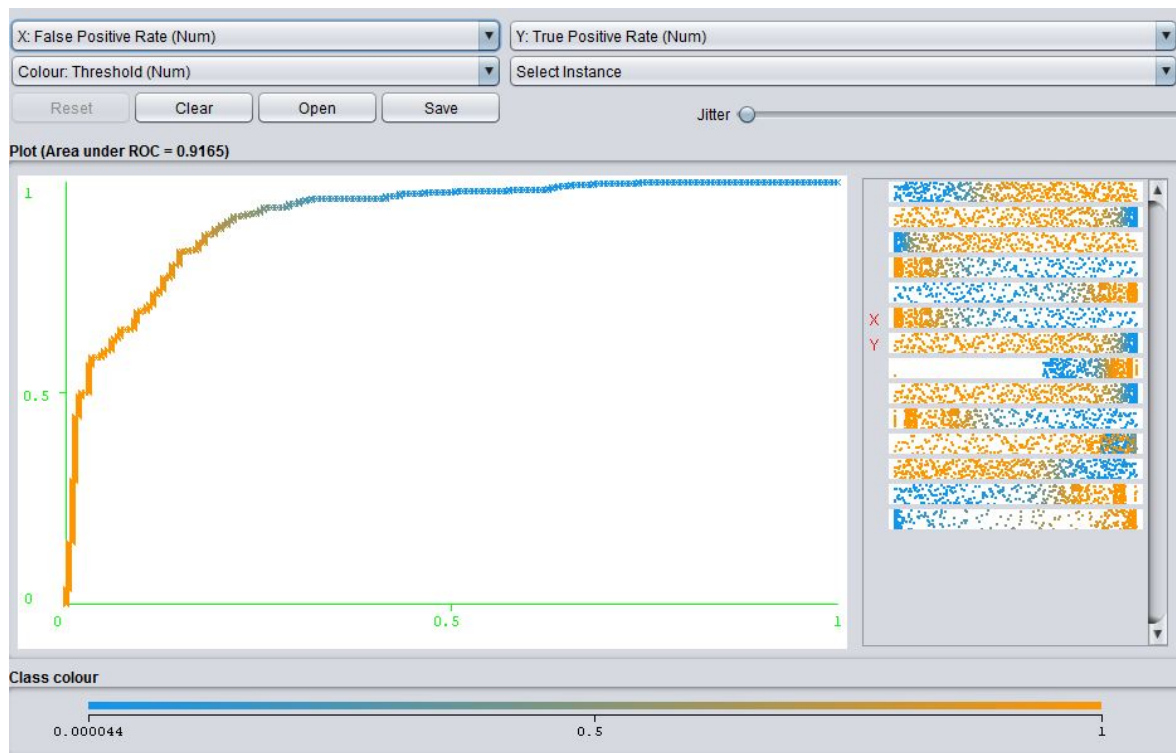 X: False Positive Rate (Num)
Y: True Positive Rate (Num)
Colour: Threshold (Num)
Select Instance
Reset
Clear
Open
Save
Jitter
Plot (Area under ROC = 0.9165)
1
0.5
0
0
0.5
1
X
Y
Class colour
0.000044
0.5
1